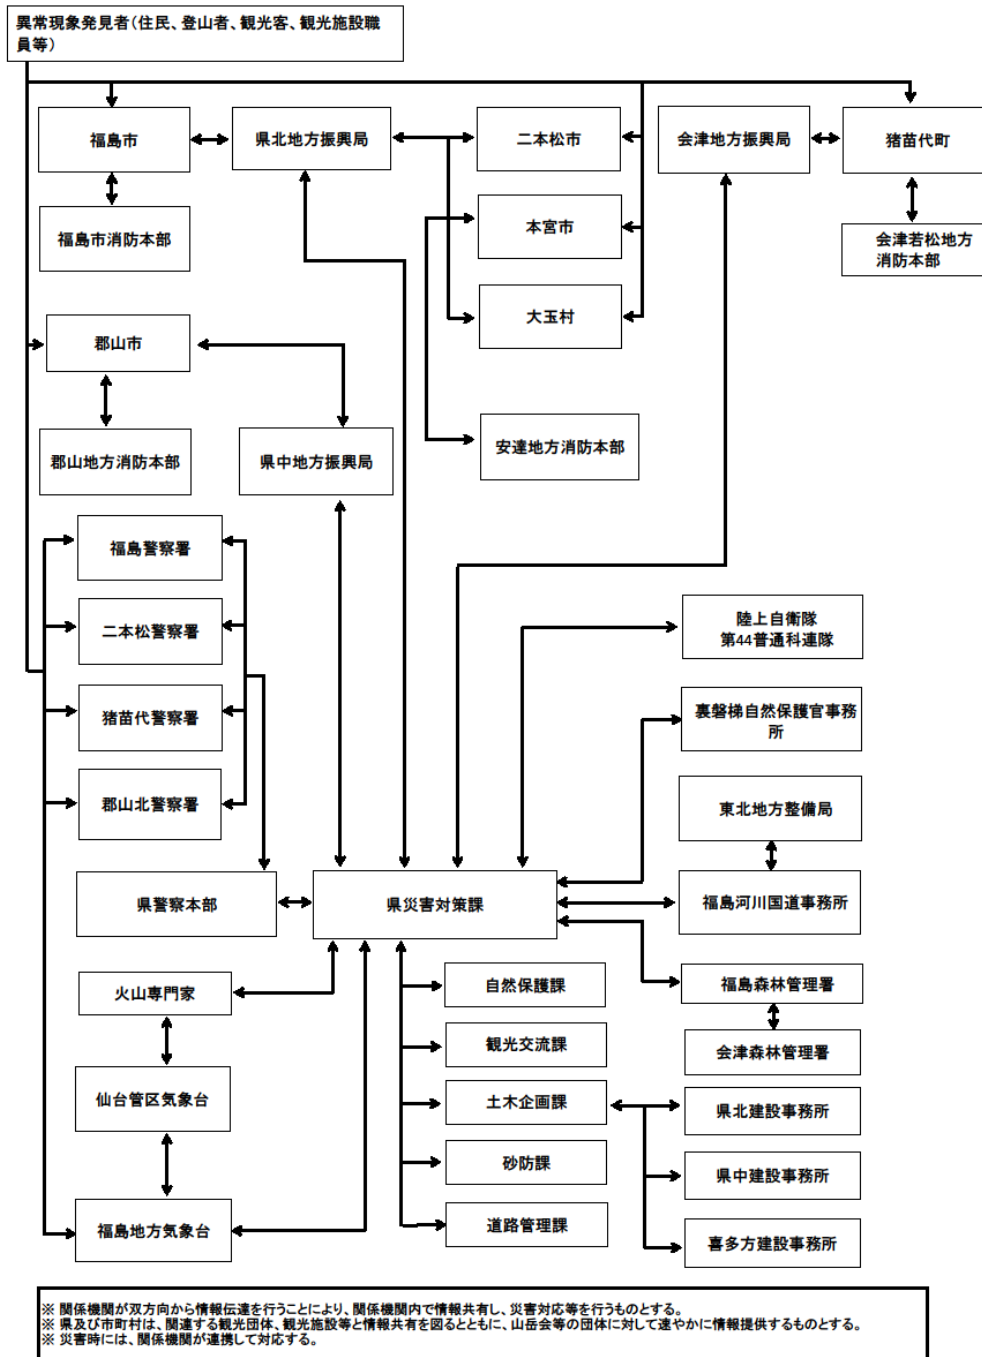 異常現象発見者(住民、登山者、観光客、観光施設職
員等)
福島市
県北地方振興局
二本松市
会津地方振興局
猪苗代町
福島市消防本部
本宮市
会津若松地方
消防本部
大玉村
郡山市
郡山地方消防本部
県中地方振興局
安達地方消防本部
福島警察署
二本松警察署
猪苗代警察署
郡山北警察署
陸上自衛隊
第44普通科連隊
裏磐梯自然保護官事務
所
東北地方整備局
県警察本部
県災害対策課
福島河川国道事務所
火山専門家
自然保護課
福島森林管理署
観光交流課
会津森林管理署
仙台管区気象台
土木企画課
県北建設事務所
砂防課
県中建設事務所
福島地方気象台
道路管理課
喜多方建設事務所
※ 関係機関が双方向から情報伝達を行うことにより、関係機関内で情報共有し、災害対応等を行うものとする。
※ 県及び市町村は、関連する観光団体、観光施設等と情報共有を図るとともに、山岳会等の団体に対して速やかに情報提供するものとする。
※ 災害時には、関係機関が連携して対応する。